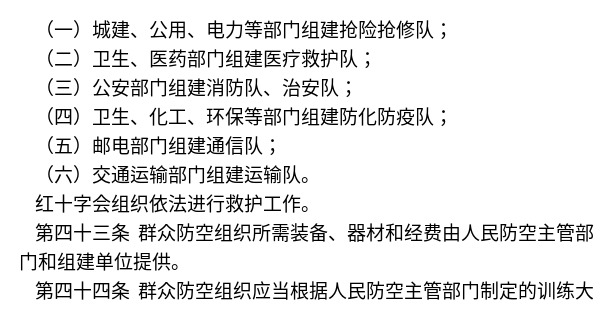 （一）城建、公用、电力等部门组建抢险抢修队；
（二）卫生、医药部门组建医疗救护队；
（三）公安部门组建消防队、治安队；
（四）卫生、化工、环保等部门组建防化防疫队；
（五）邮电部门组建通信队；
（六）交通运输部门组建运输队。
红十字会组织依法进行救护工作。
第四十三条 群众防空组织所需装备、器材和经费由人民防空主管部
门和组建单位提供。
第四十四条 群众防空组织应当根据人民防空主管部门制定的训练大